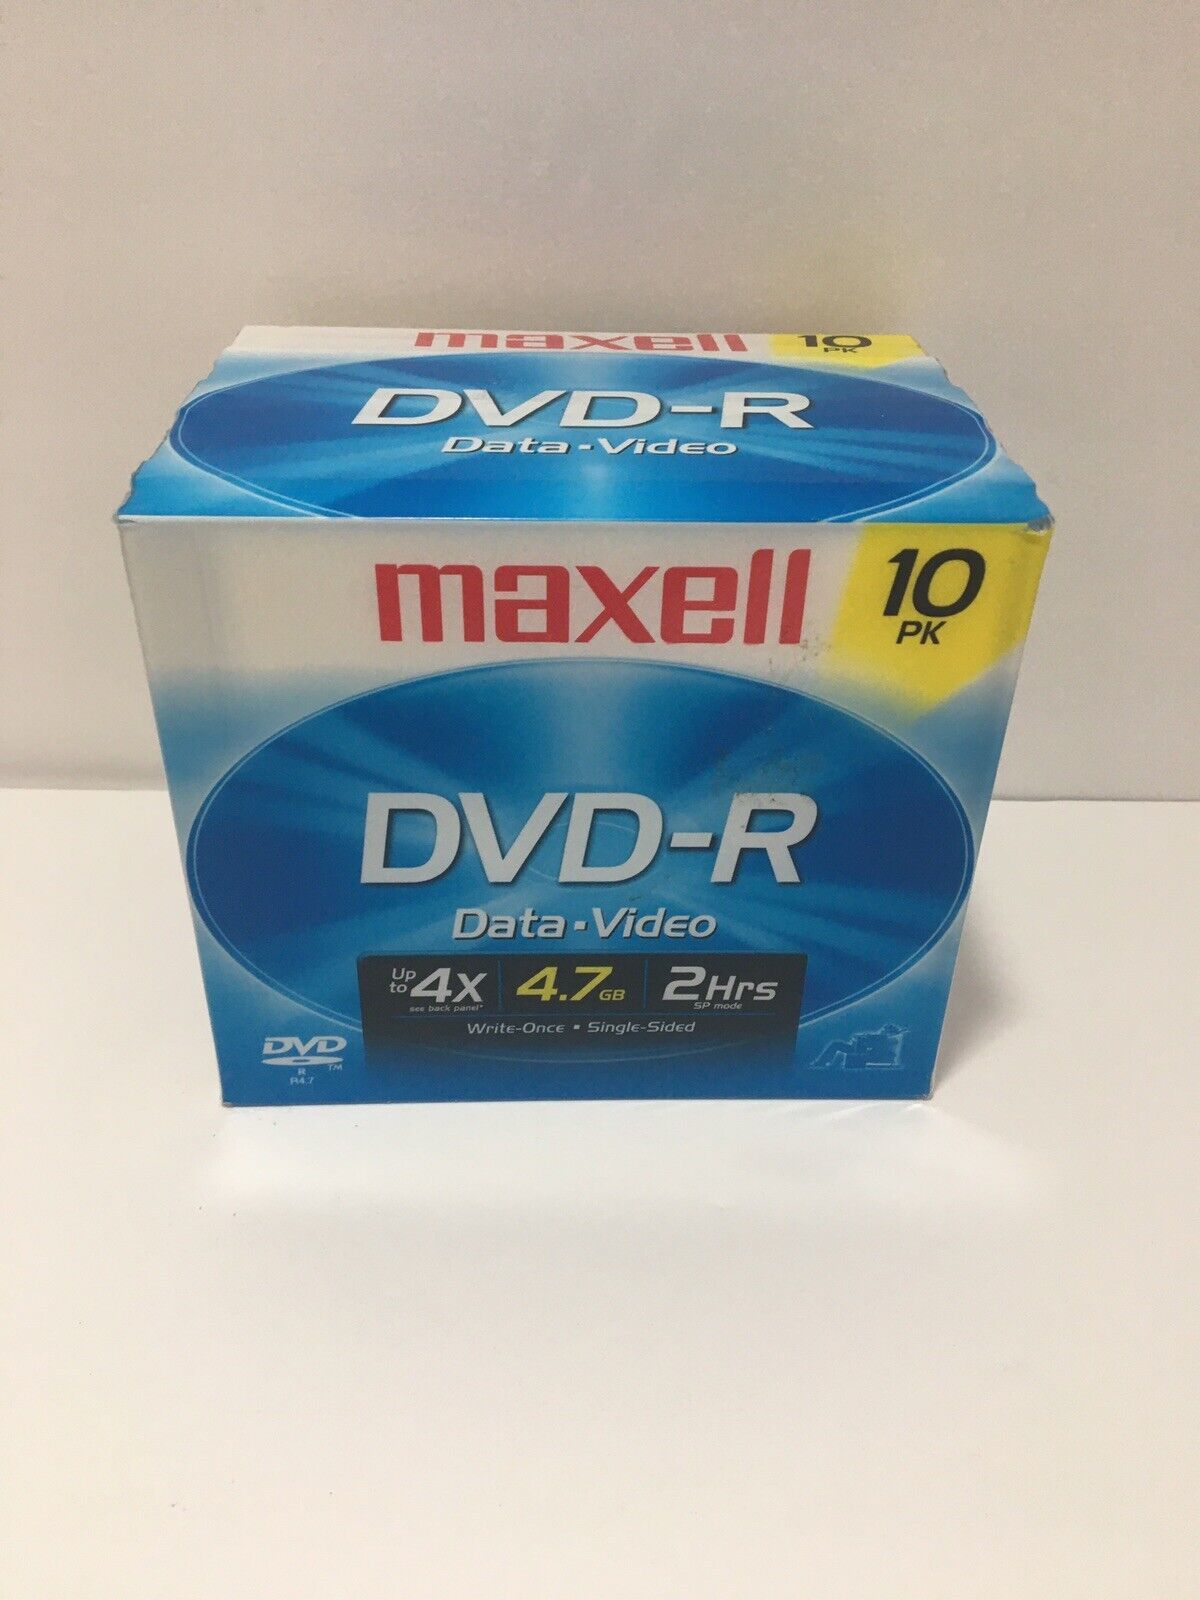 maxell
10
PK
DVD-R
Data ▪ Video
maxell
10
PK
DVD-R
Data ▪ Video
Up to 4x
see back panel*
4.7 GB
2 Hrs
SP mode
Write-Once ▪ Single-Sided
DVD
TM
R
R4.7